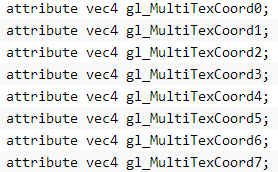 attribute vec4 gl_MultiTexCoord0;
attribute vec4 gl_MultiTexCoord1;
attribute vec4 gl_MultiTexCoord2;
attribute vec4 gl_MultiTexCoord3;
attribute vec4 gl_MultiTexCoord4;
attribute vec4 gl_MultiTexCoord5;
attribute vec4 gl_MultiTexCoord6;
attribute vec4 gl_MultiTexCoord7;